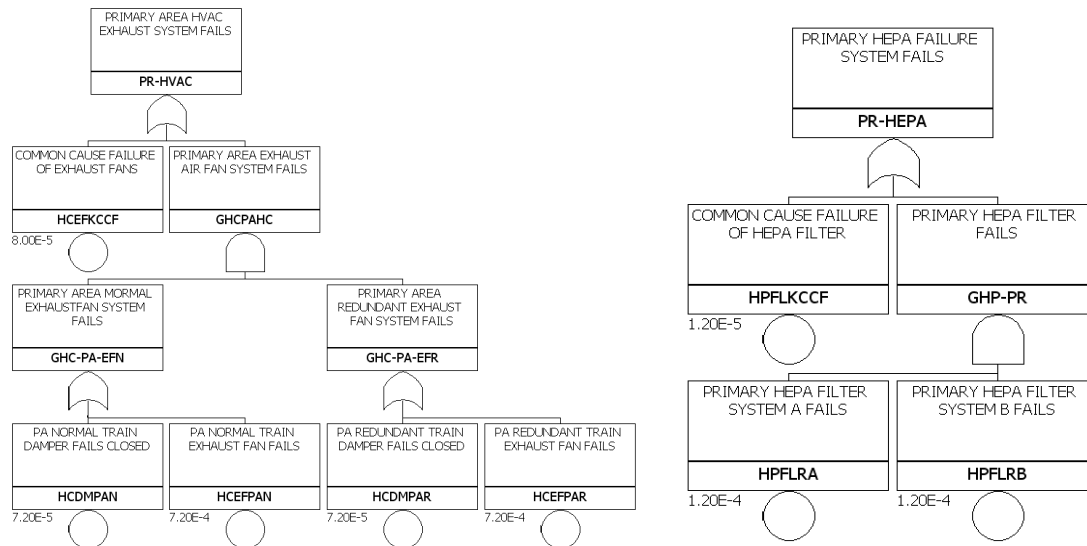 PRIMARY AREA HVAC
EXHAUST SYSTEM FAILS
PR-HVAC
COMMON CAUSE FAILURE
OF EXHAUST FANS
HCEFKCCF
8.00E-5
PRIMARY AREA EXHAUST
AIR FAN SYSTEM FAILS
GHCPAHC
PRIMARY AREA MORMAL
EXHAUSTFAN SYSTEM
FAILS
GHC-PA-EFN
PRIMARY AREA
REDUNDANT EXHAUST
FAN SYSTEM FAILS
GHC-PA-EFR
PA NORMAL TRAIN
DAMPER FAILS CLOSED
HCDMPAN
7.20E-5
PA NORMAL TRAIN
EXHAUST FAN FAILS
HCEFPAN
7.20E-4
PA REDUNDANT TRAIN
DAMPER FAILS CLOSED
HCDMPAR
7.20E-5
PA REDUNDANT TRAIN
EXHAUST FAN FAILS
HCEFPAR
7.20E-4
PRIMARY HEPA FAILURE
SYSTEM FAILS
PR-HEPA
COMMON CAUSE FAILURE
OF HEPA FILTER
HPFLKCCF
1.20E-5
PRIMARY HEPA FILTER
FAILS
GHP-PR
PRIMARY HEPA FILTER
SYSTEM A FAILS
HPFLRA
1.20E-4
PRIMARY HEPA FILTER
SYSTEM B FAILS
HPFLRB
1.20E-4